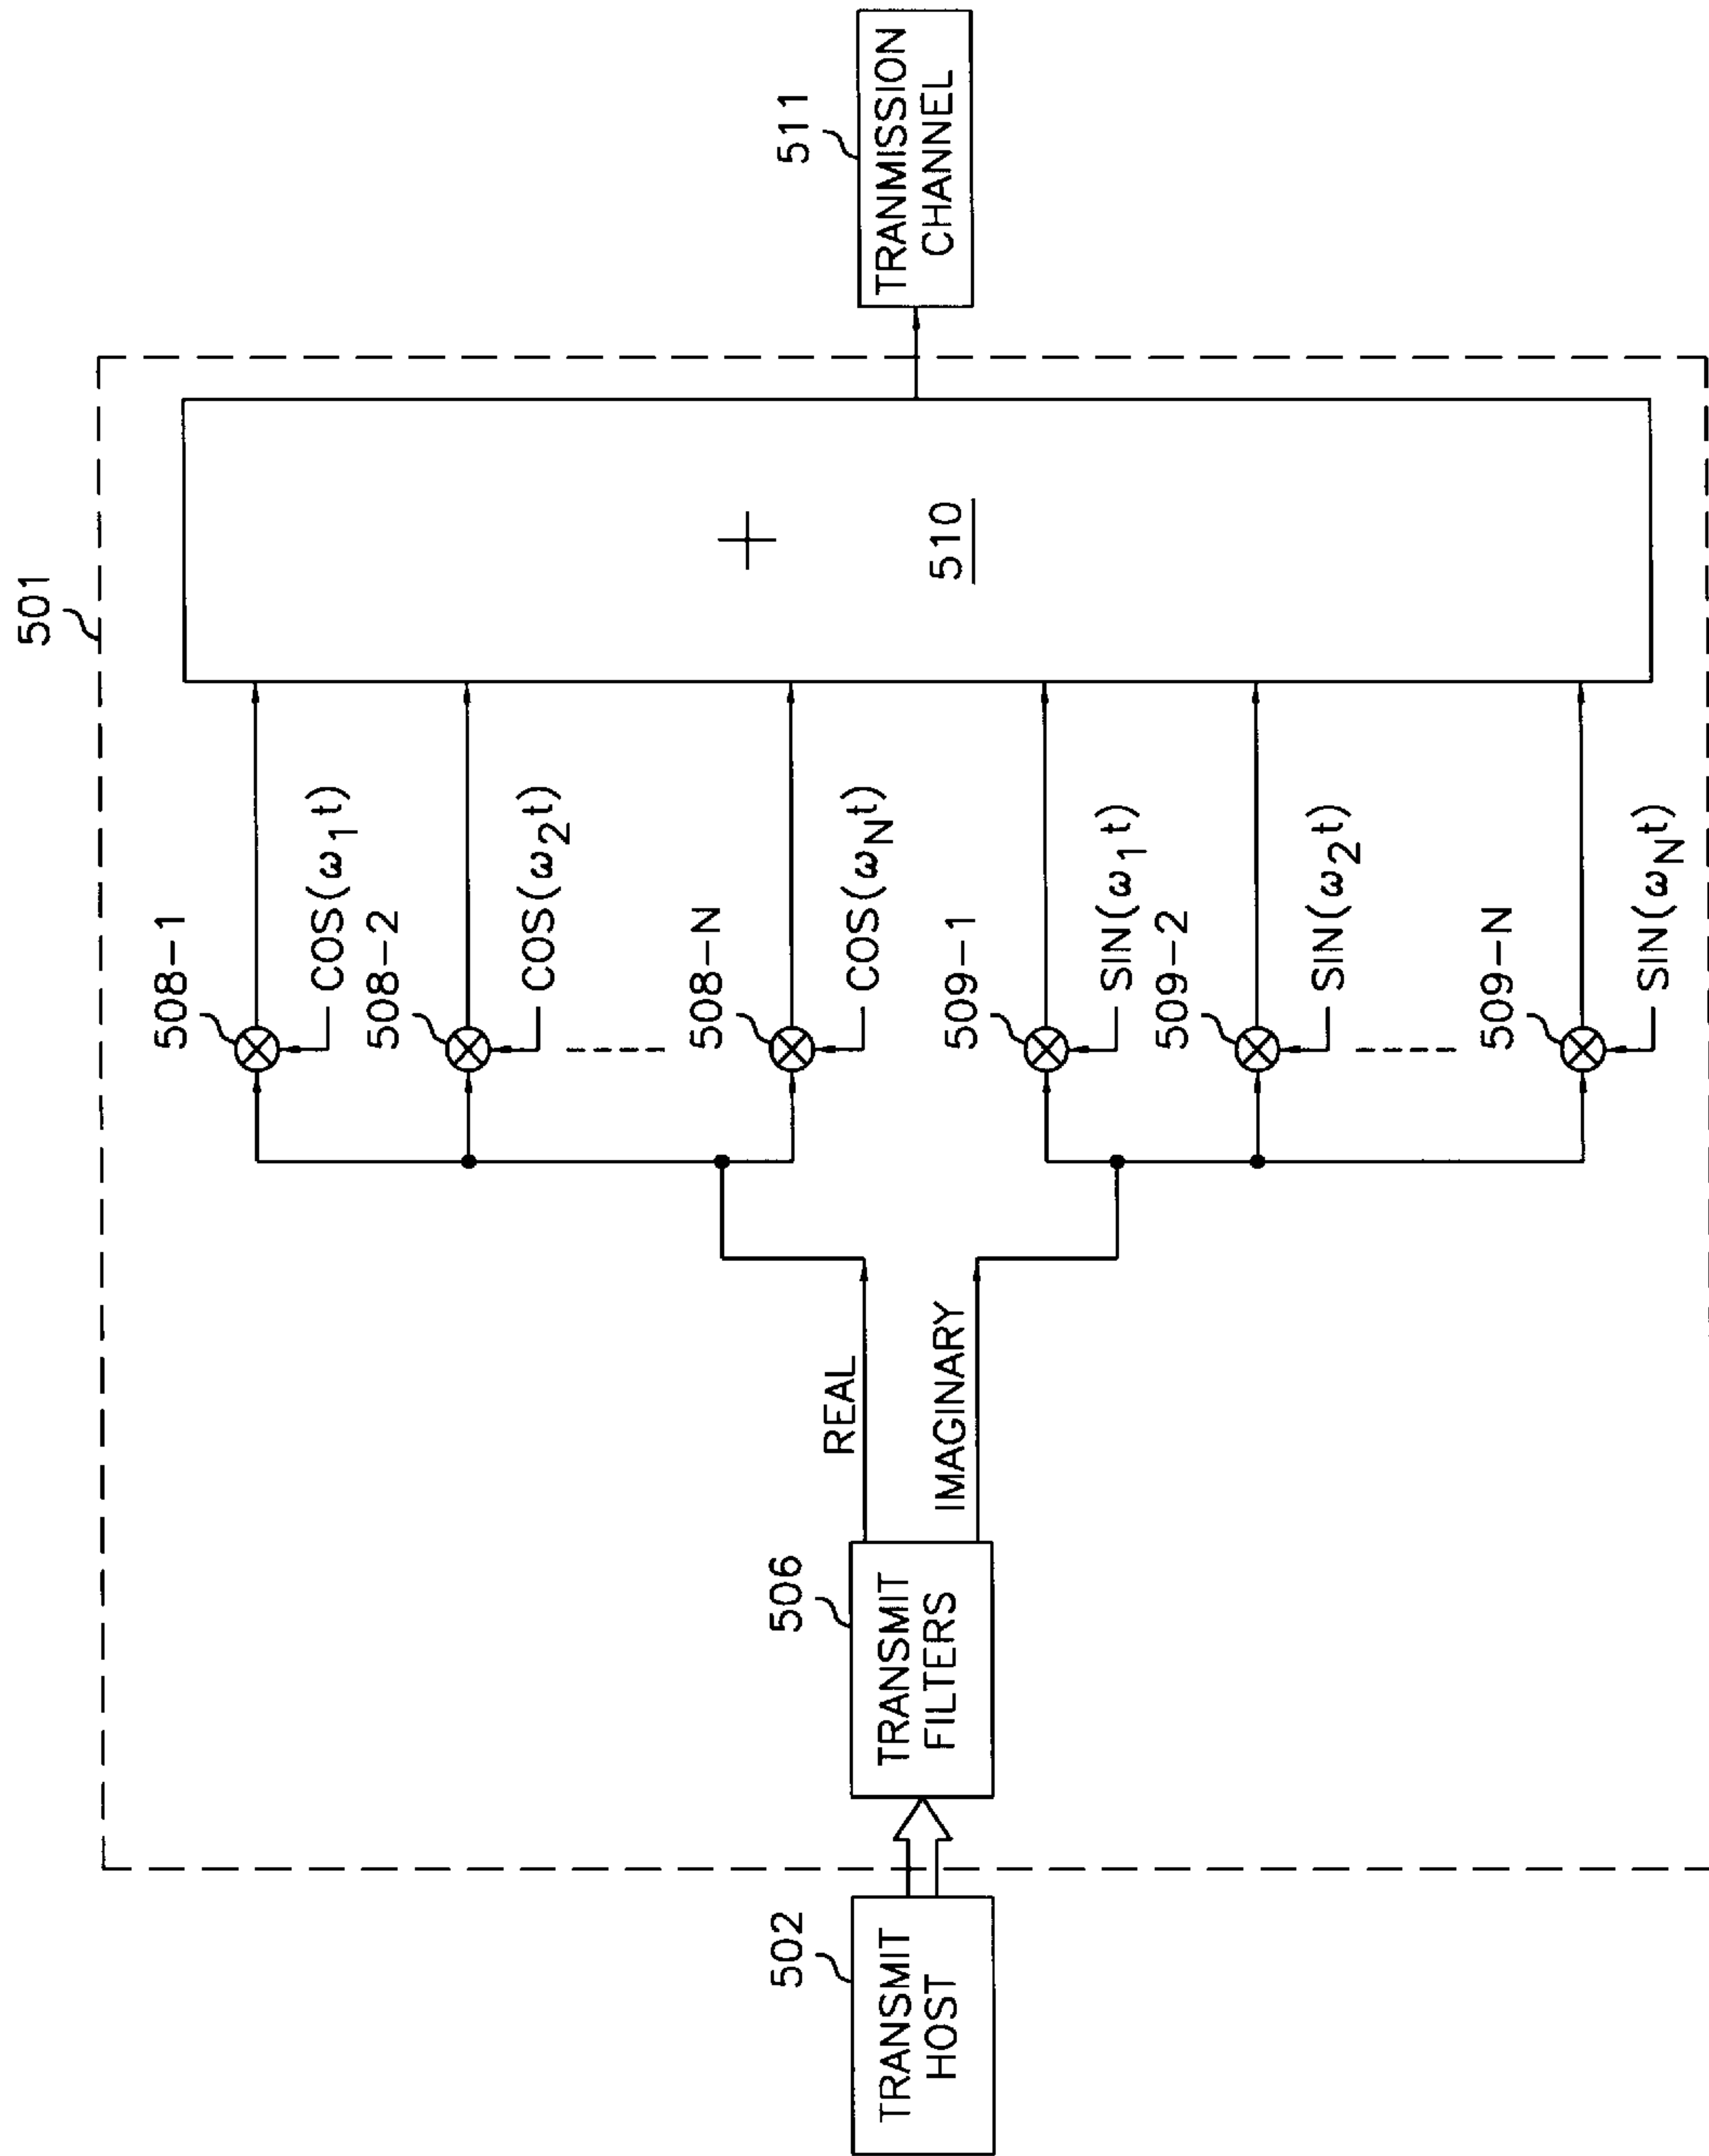 501
502
TRANSMIT
HOST
506
TRANSMIT
FILTERS
REAL
IMAGINARY
508-1
COS(ω1t)
508-2
COS(ω2t)
508-N
COS(ωNt)
509-1
SIN(ω1t)
509-2
SIN(ω2t)
509-N
SIN(ωNt)
+
510
511
TRANMISSION
CHANNEL